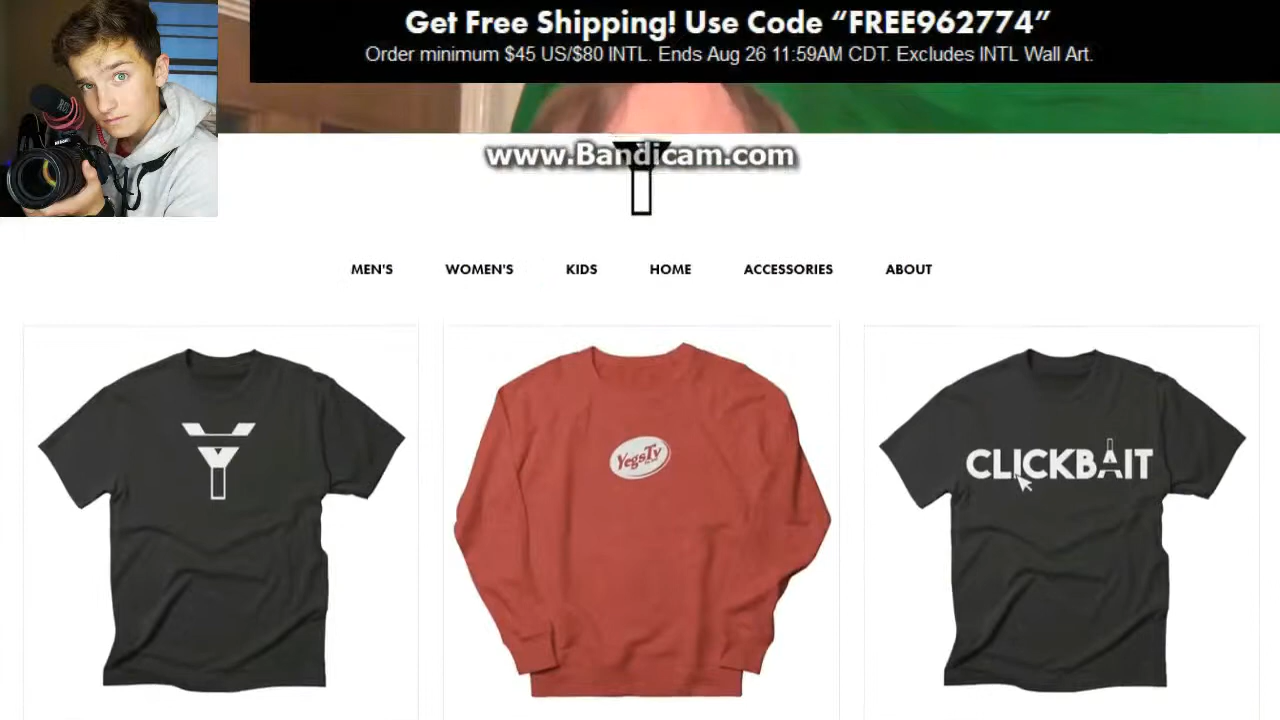 Get Free Shipping! Use Code “FREE962774”
Order minimum $45 US/$80 INTL. Ends Aug 26 11:59AM CDT. Excludes INTL Wall Art.
www.Bandicam.com
MEN'S WOMEN'S KIDS HOME ACCESSORIES ABOUT
YegsTv
CLICKBAIT